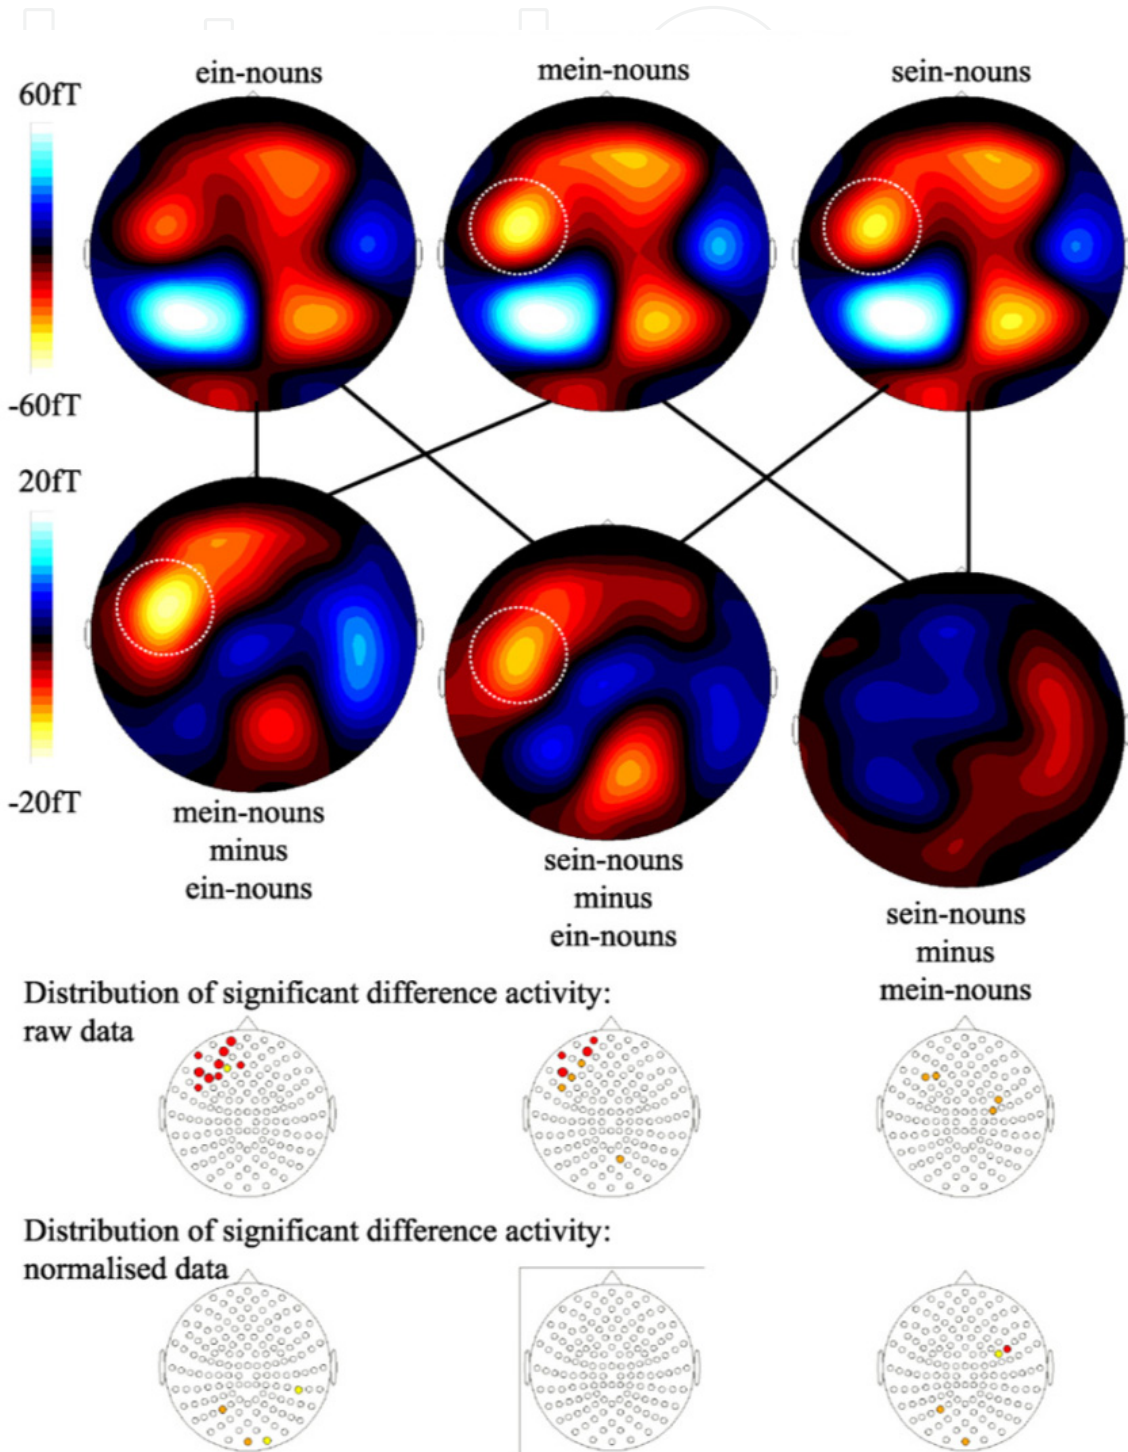 ein-nouns
mein-nouns
sein-nouns
60fT
-60fT
20fT
-20fT
mein-nouns
minus
ein-nouns
sein-nouns
minus
ein-nouns
sein-nouns
minus
mein-nouns
Distribution of significant difference activity:
raw data
Distribution of significant difference activity:
normalised data